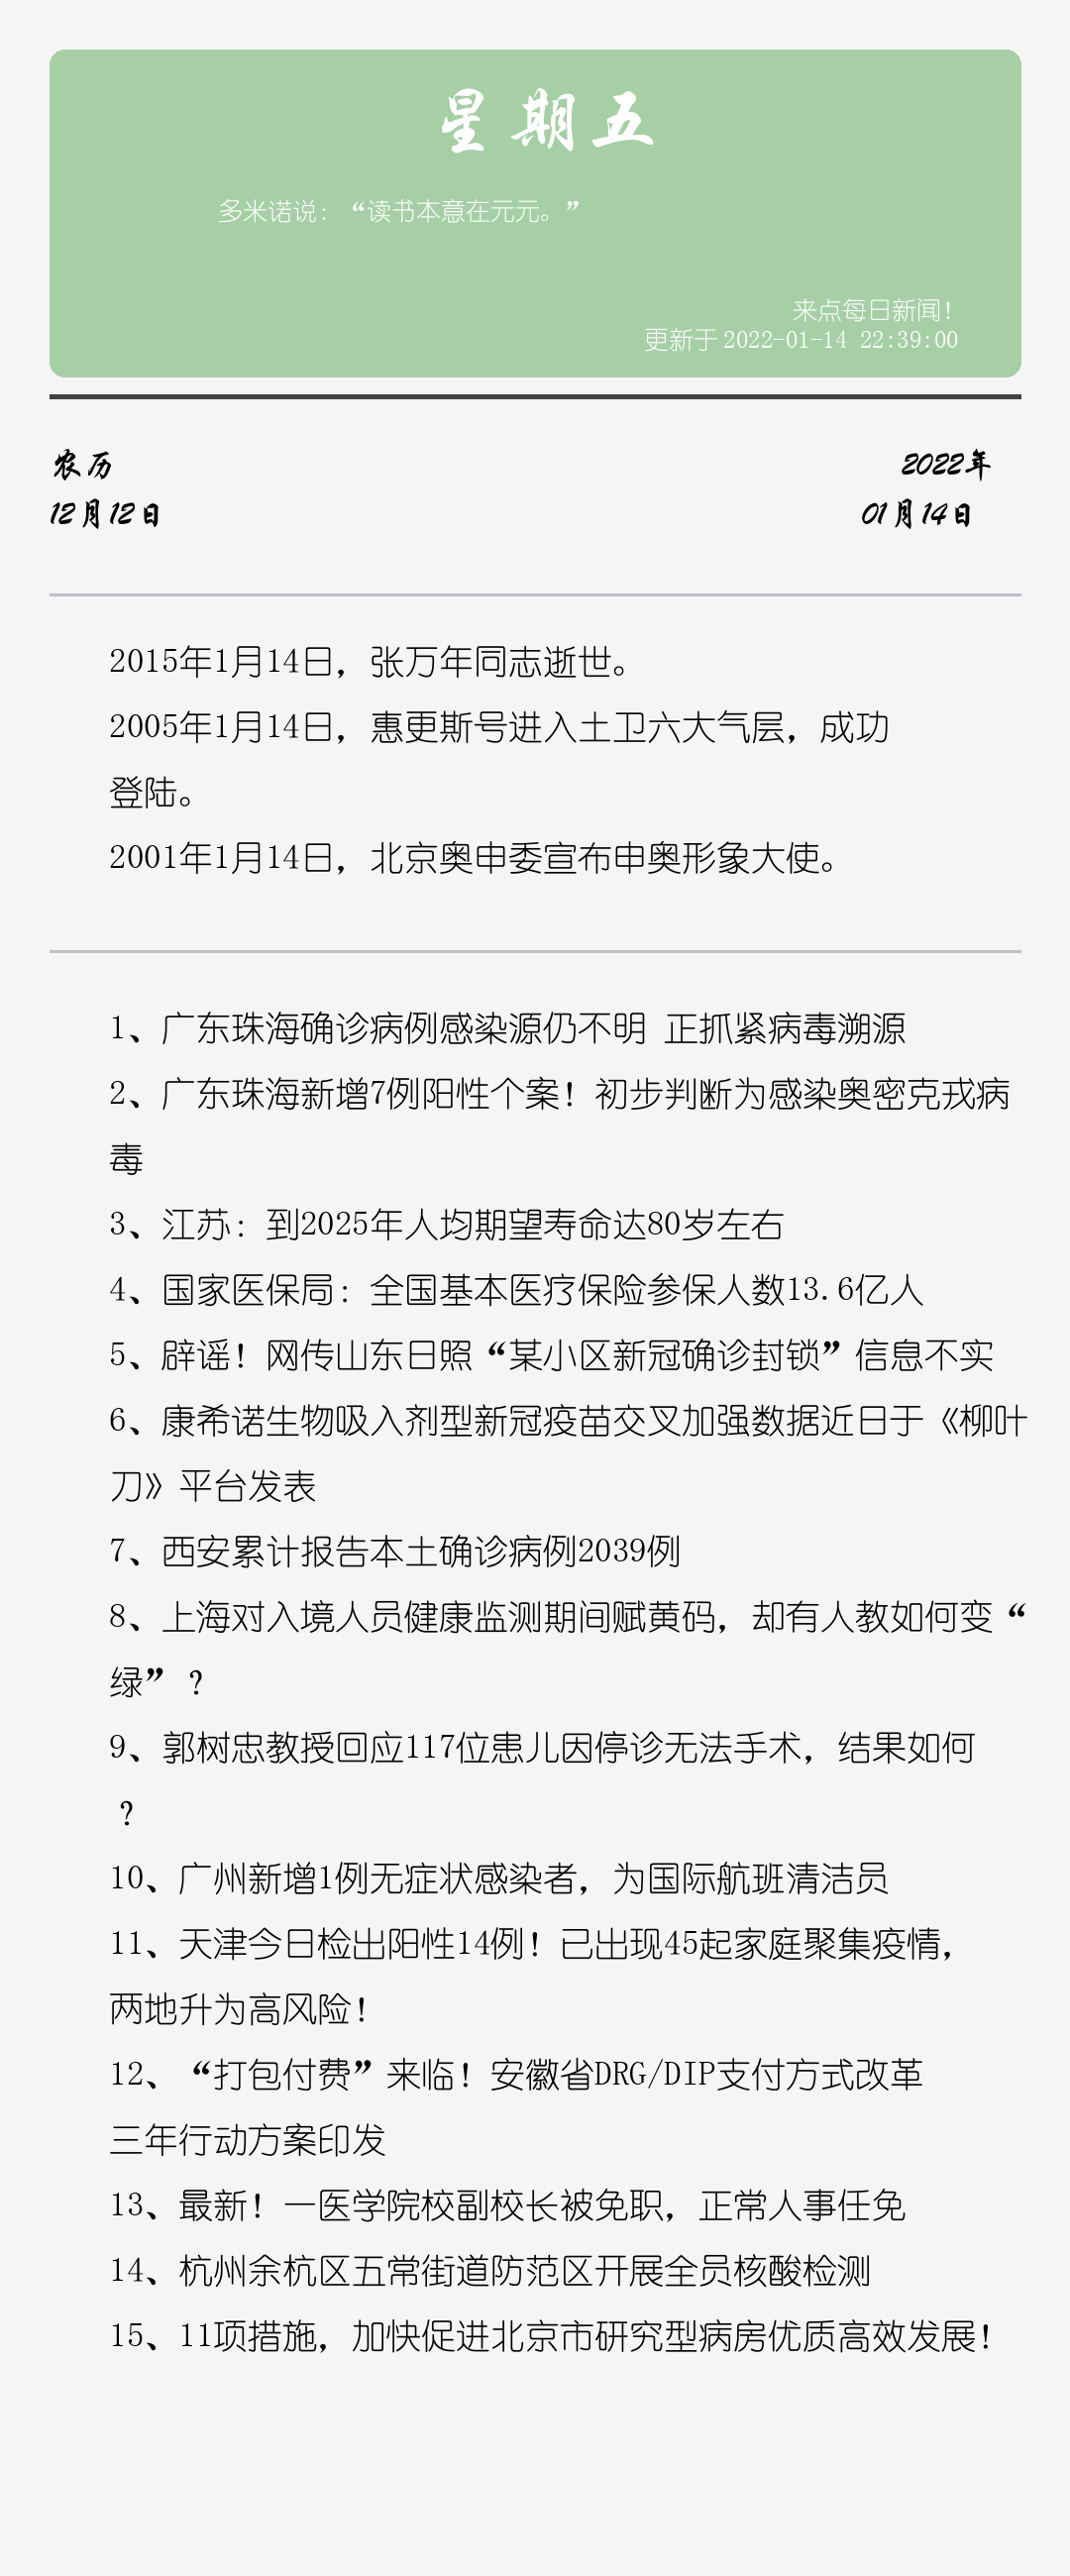 星期五
多米诺说：“读书本意在元元。”
来点每日新闻！
更新于 2022-01-14 22:39:00
农历
2022年
12月12日
01月14日
2015年1月14日，张万年同志逝世。
2005年1月14日，惠更斯号进入土卫六大气层，成功
登陆。
2001年1月14日，北京奥申委宣布申奥形象大使。
1、广东珠海确诊病例感染源仍不明 正抓紧病毒溯源
2、广东珠海新增7例阳性个案！初步判断为感染奥密克戎病
毒
3、江苏：到2025年人均期望寿命达80岁左右
4、国家医保局：全国基本医疗保险参保人数13.6亿人
5、辟谣！网传山东日照“某小区新冠确诊封锁”信息不实
6、康希诺生物吸入剂型新冠疫苗交叉加强数据近日于《柳叶
刀》平台发表
7、西安累计报告本土确诊病例2039例
8、上海对入境人员健康监测期间赋黄码，却有人教如何变“
绿”？
9、郭树忠教授回应117位患儿因停诊无法手术，结果如何
？
10、广州新增1例无症状感染者，为国际航班清洁员
11、天津今日检出阳性14例！已出现45起家庭聚集疫情，
两地升为高风险！
12、“打包付费”来临！安徽省DRG/DIP支付方式改革
三年行动方案印发
13、最新！一医学院校副校长被免职，正常人事任免
14、杭州余杭区五常街道防范区开展全员核酸检测
15、11项措施，加快促进北京市研究型病房优质高效发展！